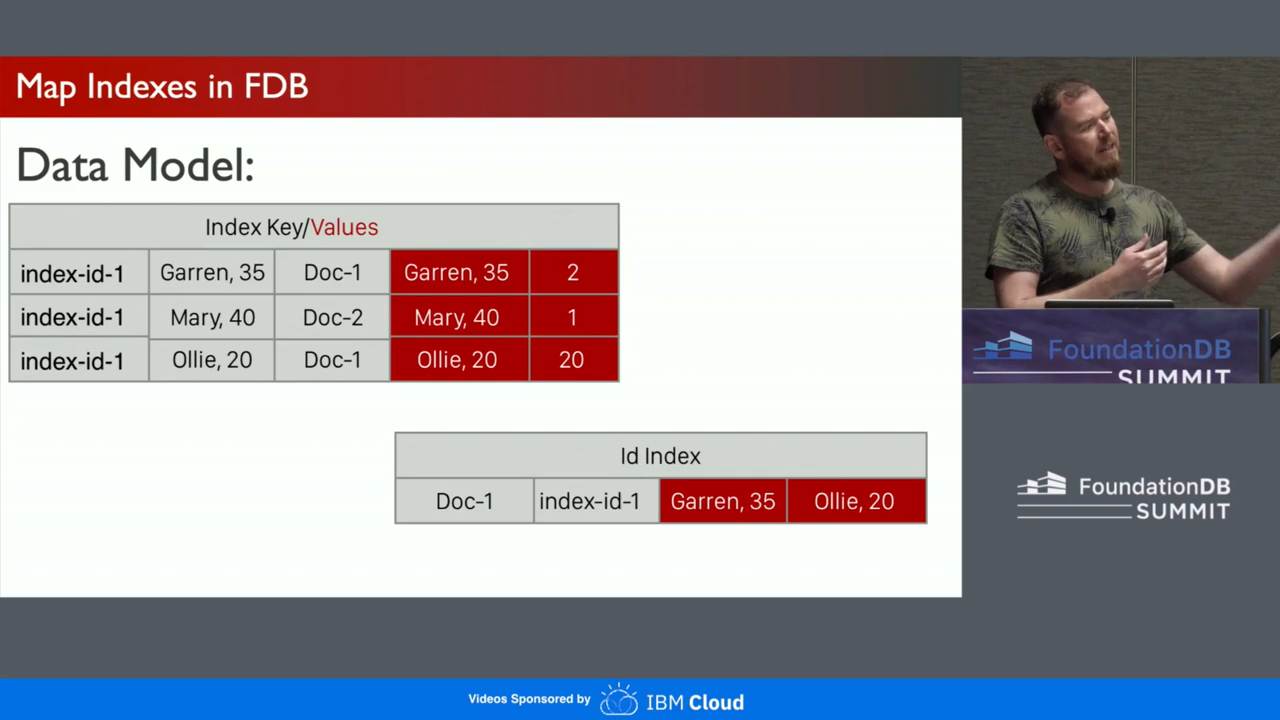 Map Indexes in FDB
Data Model:
Index Key/Values
index-id-1 Garren, 35 Doc-1 Garren, 35 2
index-id-1 Mary, 40 Doc-2 Mary, 40 1
index-id-1 Ollie, 20 Doc-1 Ollie, 20 20
Id Index
Doc-1 index-id-1 Garren, 35 Ollie, 20
FoundationDB
SUMMIT
FoundationDB
SUMMIT
Videos Sponsored by IBM Cloud